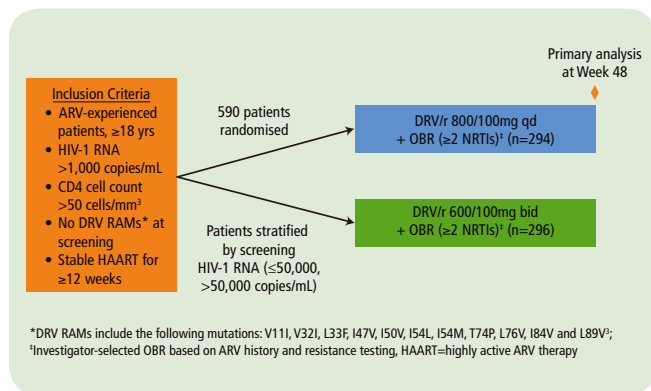 Primary analysis
at Week 48
Inclusion Criteria
• ARV-experienced
patients, ≥18 yrs
• HIV-1 RNA
>1,000 copies/mL
• CD4 cell count
>50 cells/mm³
• No DRV RAMs* at
screening
• Stable HAART for
≥12 weeks
590 patients
randomised
DRV/r 800/100mg qd
+ OBR (≥2 NRTIs)‡ (n=294)
DRV/r 600/100mg bid
+ OBR (≥2 NRTIs)‡ (n=296)
Patients stratified
by screening
HIV-1 RNA (≤50,000,
>50,000 copies/mL)
*DRV RAMs include the following mutations: V11I, V32I, L33F, I47V, I50V, I54L, I54M, T74P, L76V, I84V and L89V³;
‡Investigator-selected OBR based on ARV history and resistance testing, HAART=highly active ARV therapy